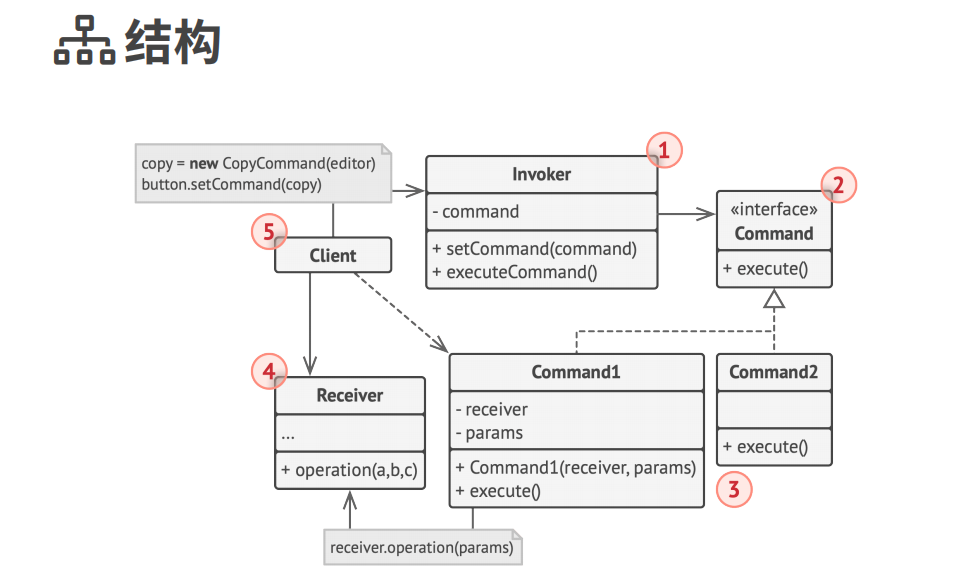 结构
copy = new CopyCommand(editor)
button.setCommand(copy)
1
Invoker
- command
+ setCommand(command)
+ executeCommand()
2
«interface»
Command
+ execute()
5
Client
4
Receiver
...
+ operation(a,b,c)
Command1
- receiver
- params
+ Command1(receiver, params)
+ execute()
Command2
+ execute()
3
receiver.operation(params)